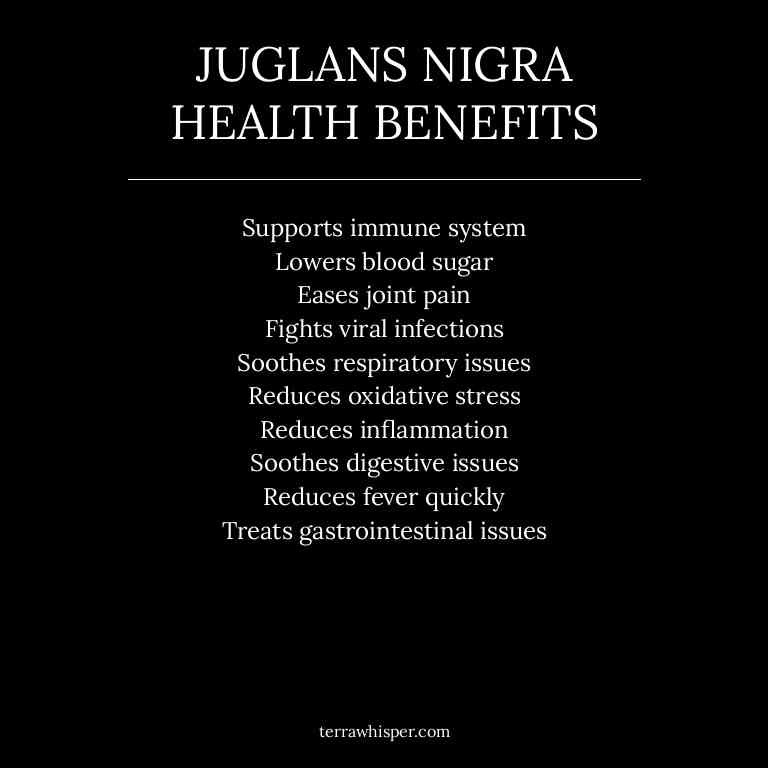 JUGLANS NIGRA
HEALTH BENEFITS
Supports immune system
Lowers blood sugar
Eases joint pain
Fights viral infections
Soothes respiratory issues
Reduces oxidative stress
Reduces inflammation
Soothes digestive issues
Reduces fever quickly
Treats gastrointestinal issues
terrawhisper.com